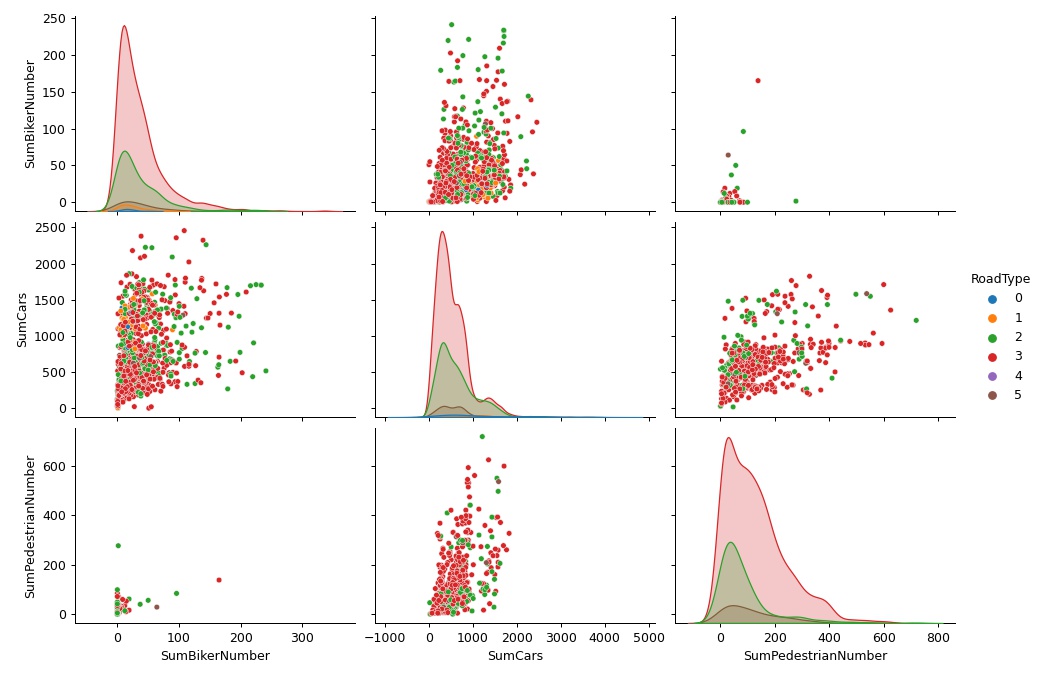 250
200
150
100
50
0
SumBikerNumber
2500
2000
1500
1000
500
0
SumCars
RoadType
0
1
2
3
4
5
600
400
200
0
SumPedestrianNumber
0 100 200 300
−1000 0 1000 2000 3000 4000 5000
0 200 400 600 800
SumBikerNumber SumCars SumPedestrianNumber